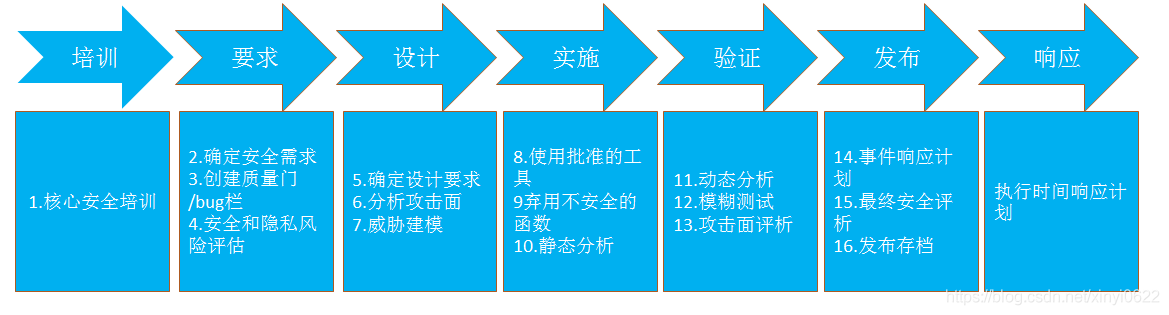 培训
要求
设计
实施
验证
发布
响应
1.核心安全培训
2.确定安全需求
3.创建质量门
/bug栏
4.安全和隐私风
险评估
5.确定设计要求
6.分析攻击面
7.威胁建模
8.使用批准的工
具
9弃用不安全的
函数
10.静态分析
11.动态分析
12.模糊测试
13.攻击面评析
14.事件响应计
划
15.最终安全评
析
16.发布存档
执行时间响应计
划
https://blog.csdn.net/xinyi0622